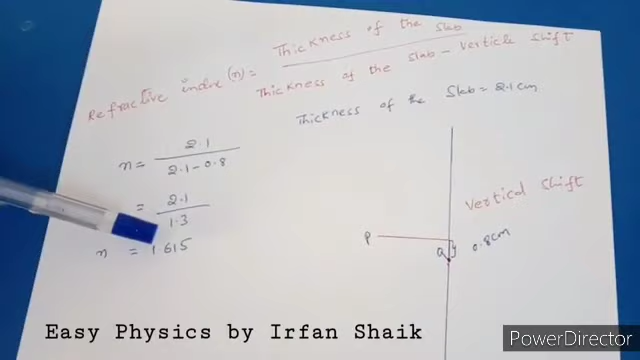 Thickness of the slab
Refractive index (n) =
Thickness of the slab - Verticle shift
Thickness of the Slab = 2.1 cm
n = 2.1
2.1 - 0.8
= 2.1
1.3
n = 1.615
Vertical shift
P
Q
y
0.8cm
Easy Physics by Irfan Shaik
PowerDirector